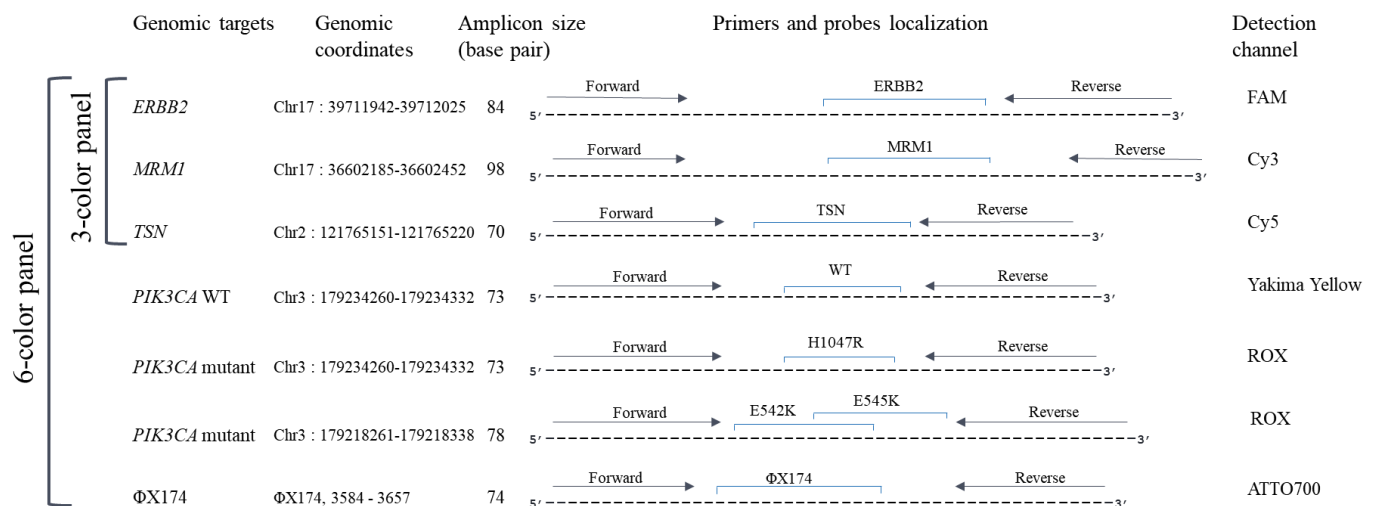 Genomic targets Genomic coordinates Amplicon size (base pair) Primers and probes localization Detection channel
6-color panel
3-color panel
Forward ERBB2 Reverse
ERBB2 Chr17 : 39711942-39712025 84 FAM
5′ 3′
Forward MRM1 Reverse
MRM1 Chr17 : 36602185-36602452 98 Cy3
5′ 3′
Forward TSN Reverse
TSN Chr2 : 121765151-121765220 70 Cy5
5′ 3′
Forward WT Reverse
PIK3CA WT Chr3 : 179234260-179234332 73 Yakima Yellow
5′ 3′
Forward H1047R Reverse
PIK3CA mutant Chr3 : 179234260-179234332 73 ROX
5′ 3′
Forward E542K E545K Reverse
PIK3CA mutant Chr3 : 179218261-179218338 78 ROX
5′ 3′
Forward ΦX174 Reverse
ΦX174 ΦX174, 3584 - 3657 74 ATTO700
5′ 3′